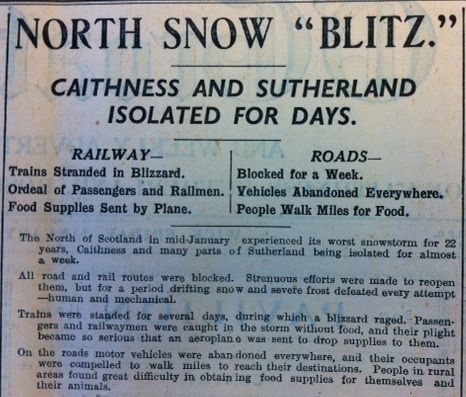 NORTH SNOW "BLITZ."
CAITHNESS AND SUTHERLAND
ISOLATED FOR DAYS.
RAILWAY—
Trains Stranded in Blizzard.
Ordeal of Passengers and Railmen.
Food Supplies Sent by Plane.
ROADS—
Blocked for a Week.
Vehicles Abandoned Everywhere.
People Walk Miles for Food.
The North of Scotland in mid-January experienced its worst snowstorm for 22
years, Caithness and many parts of Sutherland being isolated for almost
a week.
All road and rail routes were blocked. Strenuous efforts were made to reopen
them, but for a period drifting snow and severe frost defeated every attempt
—human and mechanical.
Trains were standed for several days, during which a blizzard raged. Passen-
gers and railwaymen were caught in the storm without food, and their plight
became so serious that an aeroplane was sent to drop supplies to them.
On the roads motor vehicles were abandoned everywhere, and their occupants
were compelled to walk miles to reach their destinations. People in rural
areas found great difficulty in obtaining food supplies for themselves and
their animals.